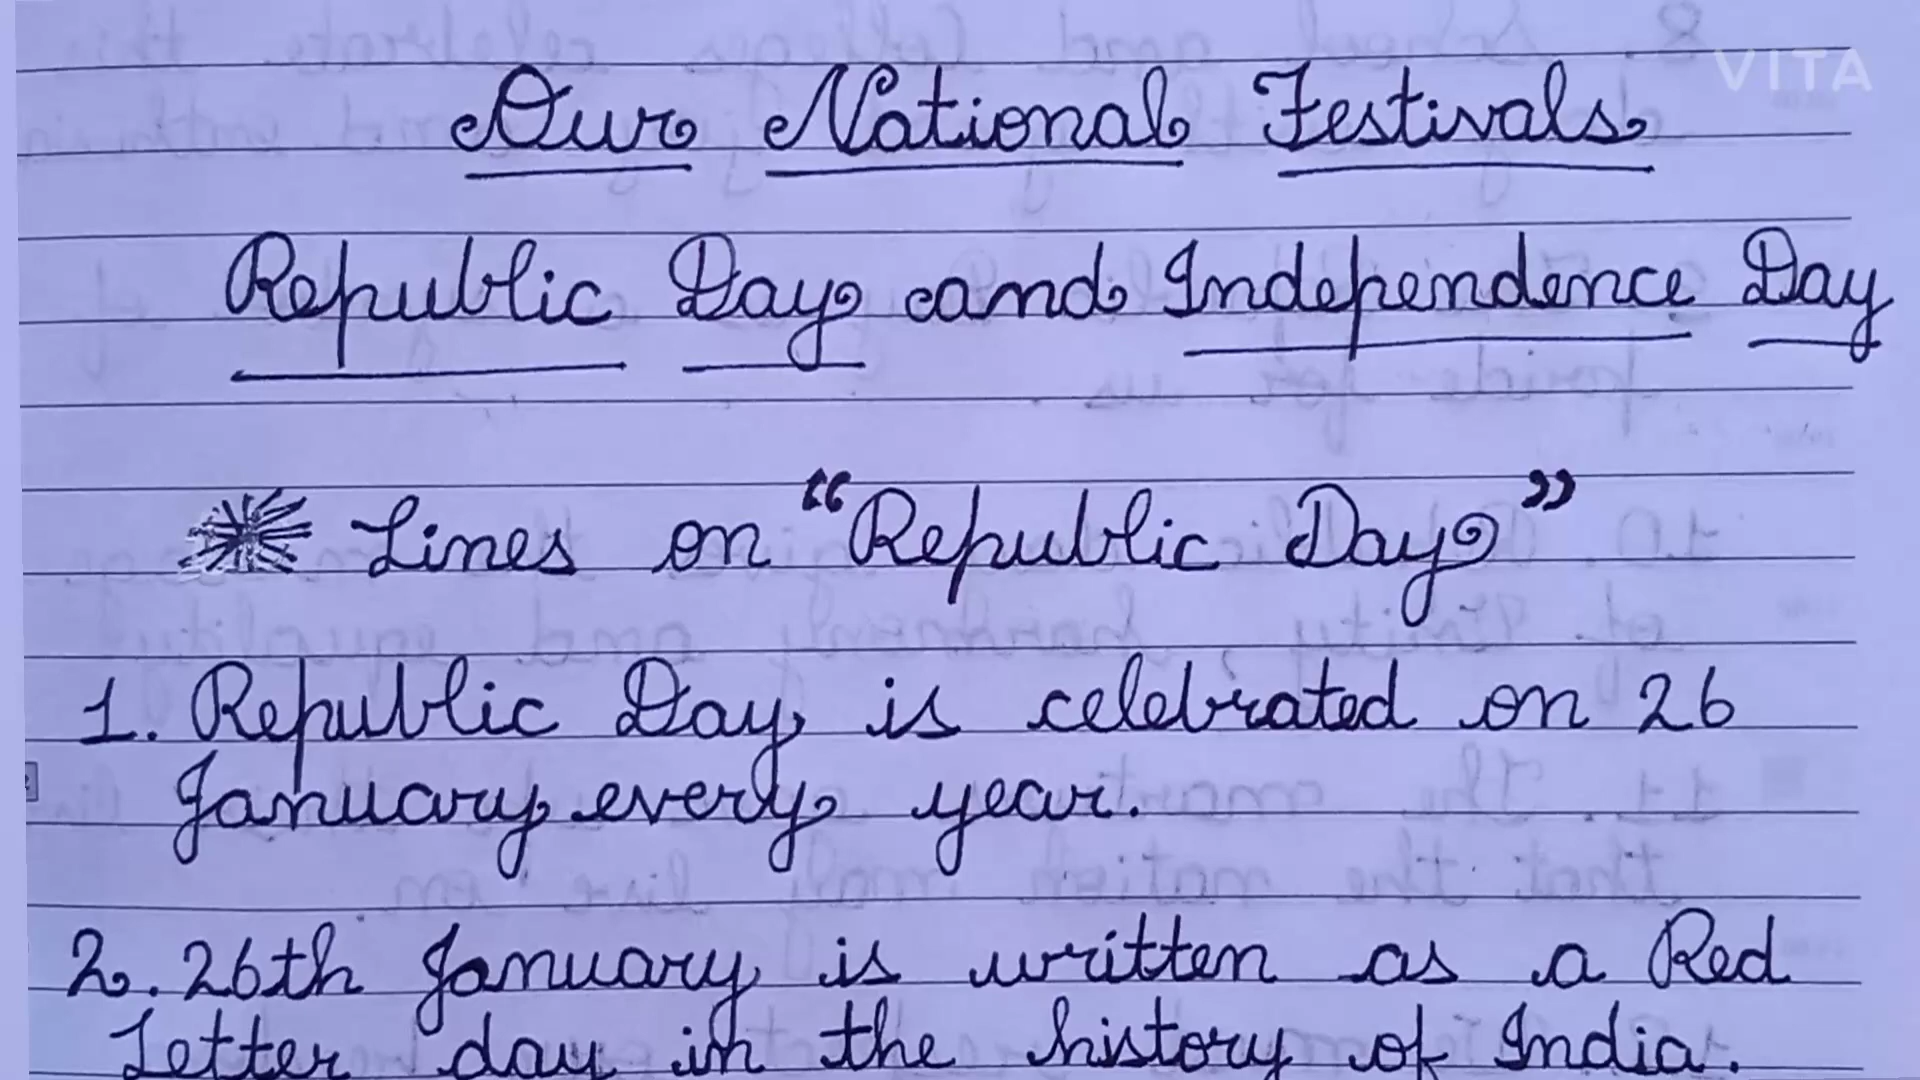 VITA
Our National Festivals
Republic Day and Independence Day
Lines on "Republic Day"
1. Republic Day is celebrated on 26
January every year.
2. 26th January is written as a Red
Letter day in the history of India.